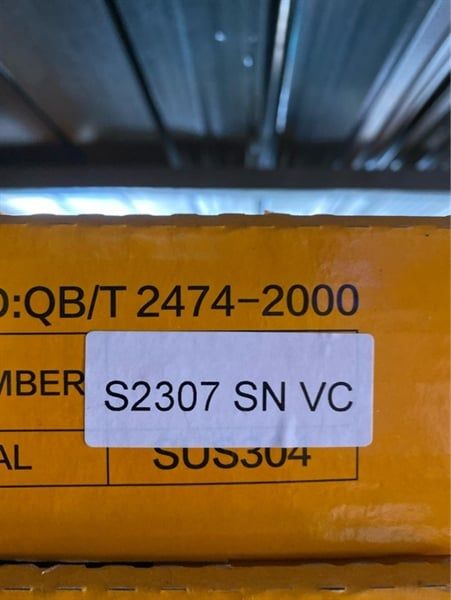 :QB/T 2474-2000
MBER S2307 SN VC
AL SUS304